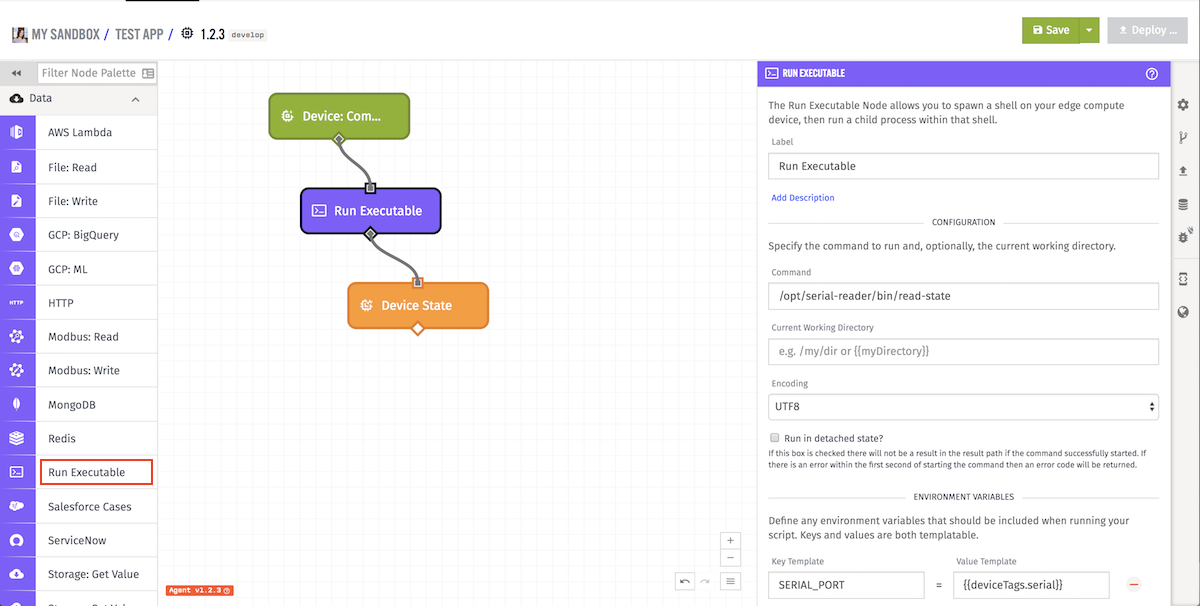 MY SANDBOX / TEST APP / 1.2.3 develop
Save
Deploy ...
Filter Node Palette
Data
AWS Lambda
File: Read
File: Write
GCP: BigQuery
GCP: ML
HTTP
HTTP
Modbus: Read
Modbus: Write
MongoDB
Redis
Run Executable
Salesforce Cases
ServiceNow
Storage: Get Value
Device: Com...
Run Executable
Device State
Agent v1.2.3
RUN EXECUTABLE
The Run Executable Node allows you to spawn a shell on your edge compute
device, then run a child process within that shell.
Label
Run Executable
Add Description
CONFIGURATION
Specify the command to run and, optionally, the current working directory.
Command
/opt/serial-reader/bin/read-state
Current Working Directory
e.g. /my/dir or {{myDirectory}}
Encoding
UTF8
Run in detached state?
If this box is checked there will not be a result in the result path if the command successfully started. If
there is an error within the first second of starting the command then an error code will be returned.
ENVIRONMENT VARIABLES
Define any environment variables that should be included when running your
script. Keys and values are both templatable.
Key Template
Value Template
SERIAL_PORT = {{deviceTags.serial}}